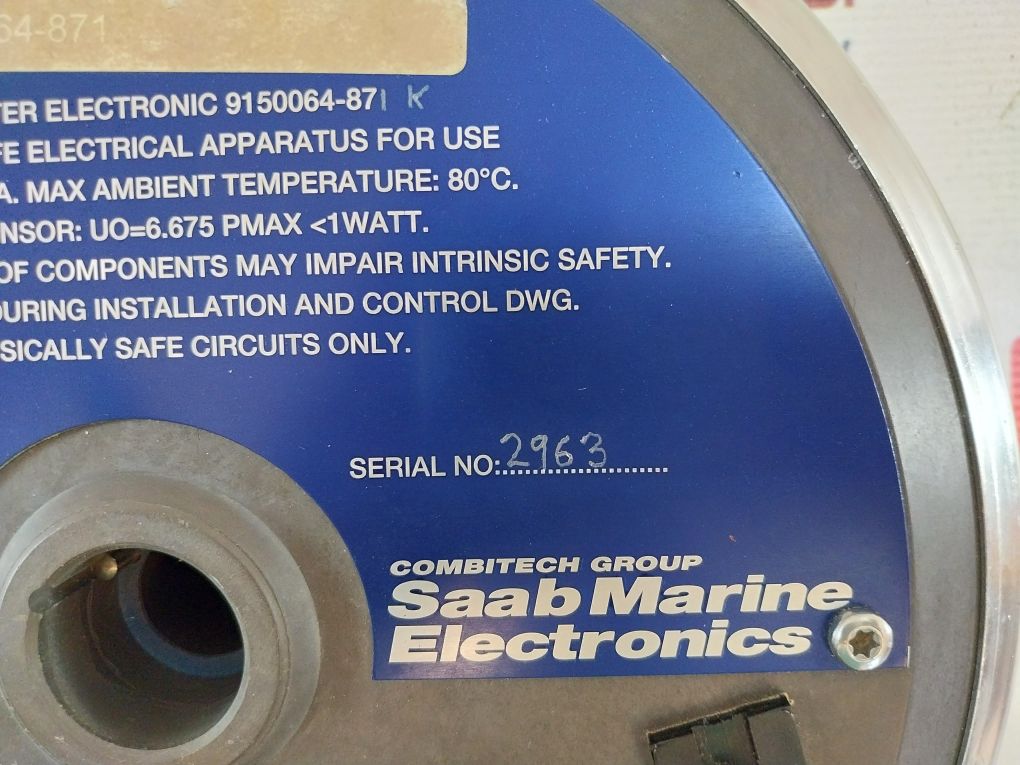 64-871
TER ELECTRONIC 9150064-871 K
FE ELECTRICAL APPARATUS FOR USE
A. MAX AMBIENT TEMPERATURE: 80°C.
NSOR: UO=6.675 PMAX <1WATT.
OF COMPONENTS MAY IMPAIR INTRINSIC SAFETY.
DURING INSTALLATION AND CONTROL DWG.
SICALLY SAFE CIRCUITS ONLY.
SERIAL NO: 2963
COMBITECH GROUP
Saab Marine
Electronics